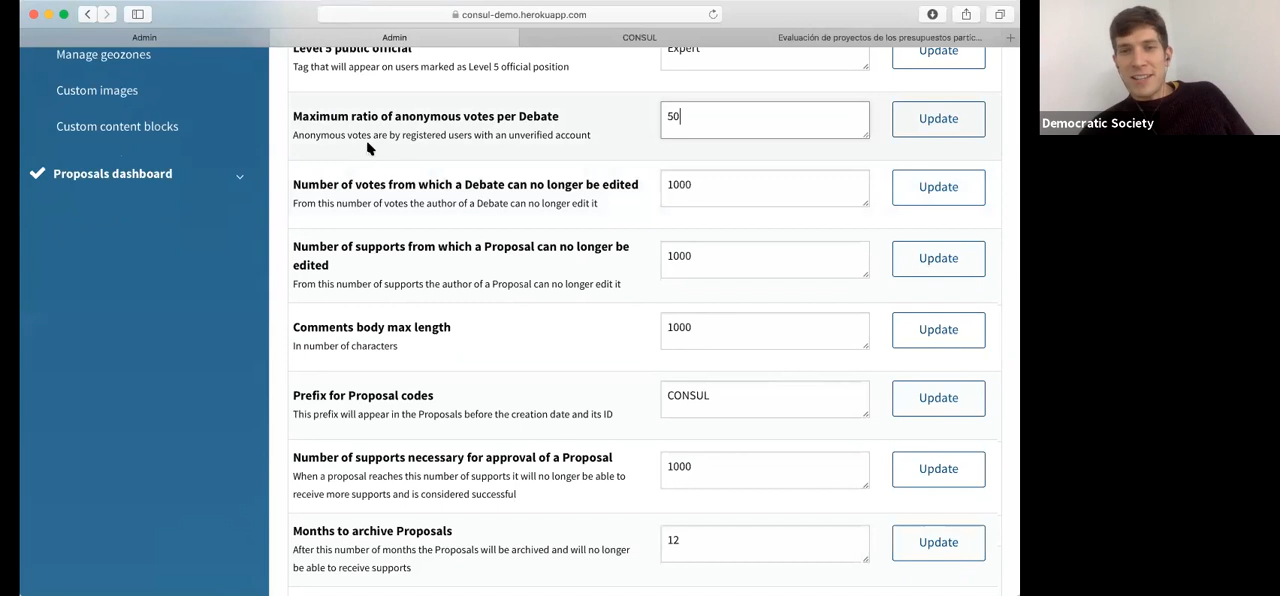 consul-demo.herokuapp.com
Admin
Admin
CONSUL
Evaluación de proyectos de los presupuestos partic...
Manage geozones
Custom images
Custom content blocks
Proposals dashboard
Level 5 public official
Tag that will appear on users marked as Level 5 official position
Expert
Update
Maximum ratio of anonymous votes per Debate
Anonymous votes are by registered users with an unverified account
50
Update
Number of votes from which a Debate can no longer be edited
From this number of votes the author of a Debate can no longer edit it
1000
Update
Number of supports from which a Proposal can no longer be
edited
From this number of supports the author of a Proposal can no longer edit it
1000
Update
Comments body max length
In number of characters
1000
Update
Prefix for Proposal codes
This prefix will appear in the Proposals before the creation date and its ID
CONSUL
Update
Number of supports necessary for approval of a Proposal
When a proposal reaches this number of supports it will no longer be able to
receive more supports and is considered successful
1000
Update
Months to archive Proposals
After this number of months the Proposals will be archived and will no longer
be able to receive supports
12
Update
Democratic Society